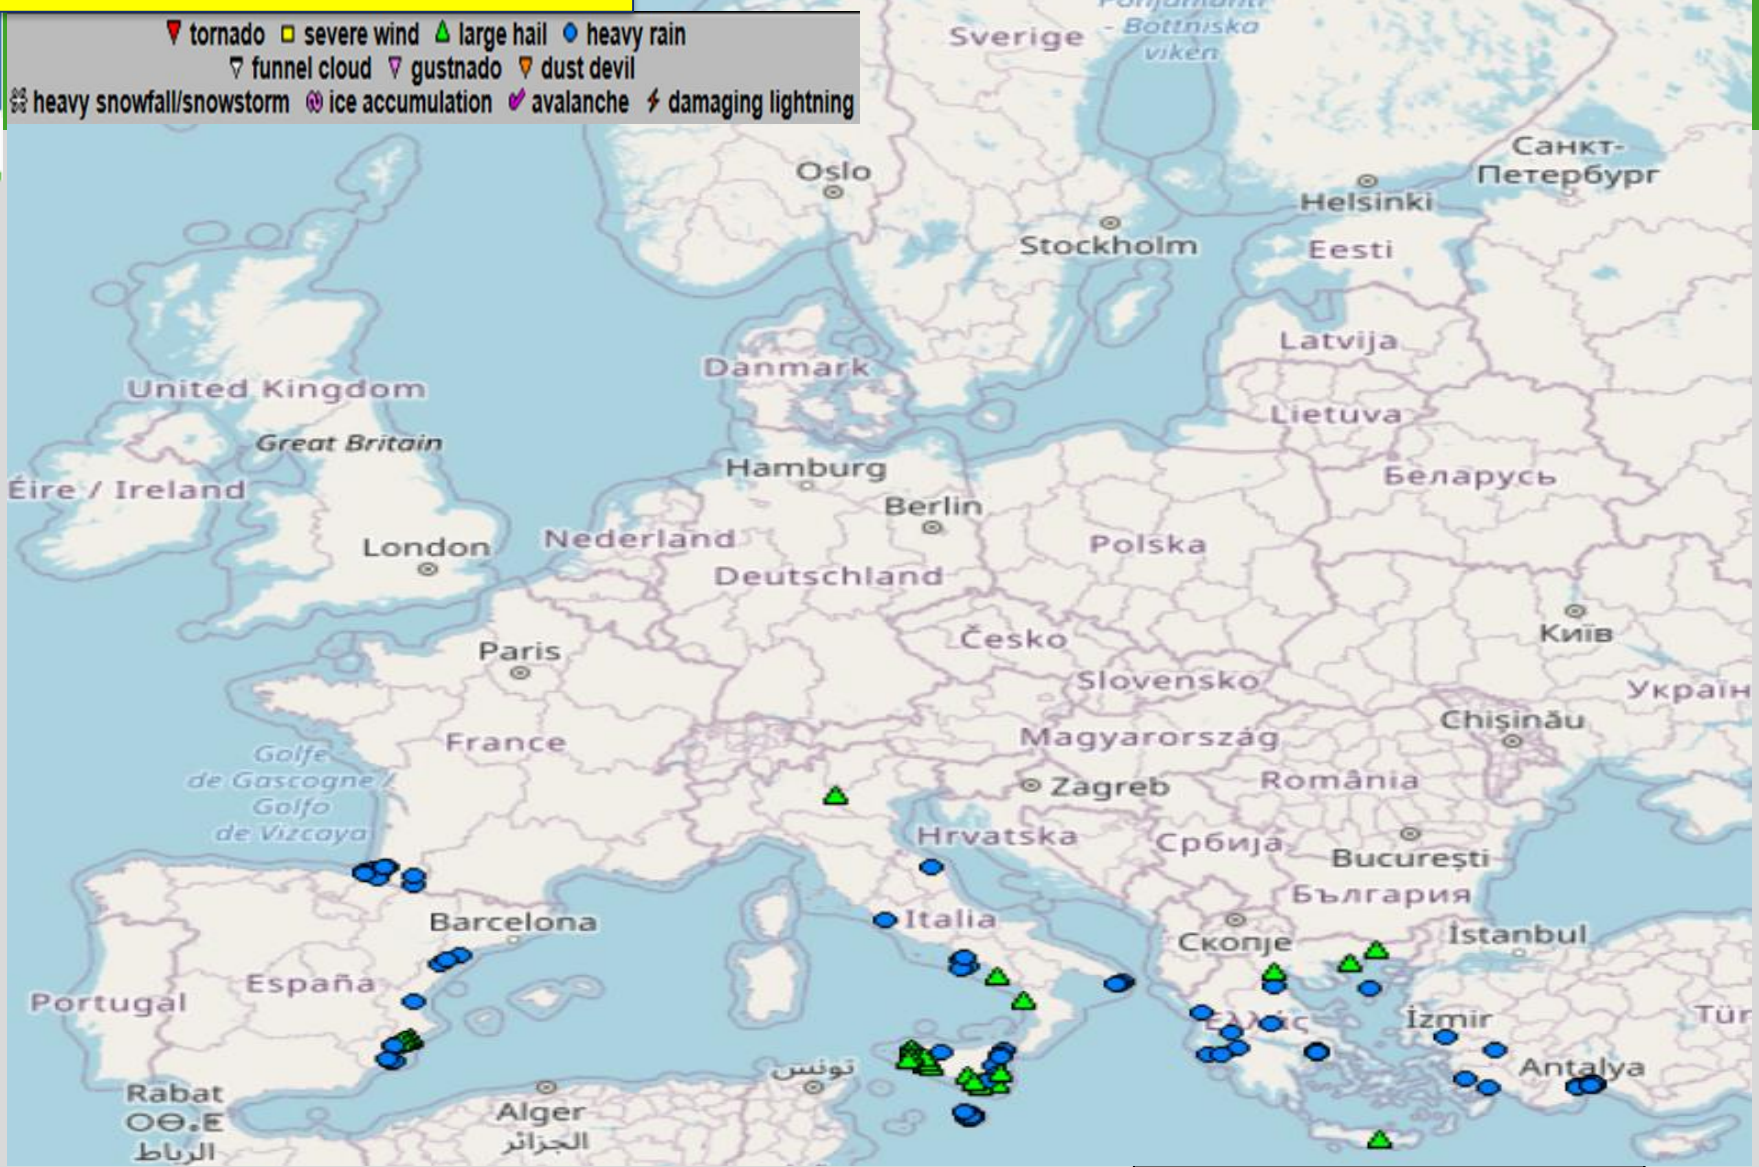 tornado severe wind large hail heavy rain
funnel cloud gustnado dust devil
heavy snowfall/snowstorm ice accumulation avalanche damaging lightning
Sverige
- Bottniska
viken
Oslo
Санкт-
Петербург
Helsinki
Stockholm
Eesti
Latvija
Danmark
United Kingdom
Lietuva
Great Britain
Hamburg
Беларусь
Éire / Ireland
Berlin
London
Nederland
Polska
Deutschland
Česko
Київ
Paris
Slovensko
Україн
Chișinău
France
Magyarország
Golfe
de Gascogne /
Golfo
de Vizcaya
Zagreb
România
Hrvatska
Србија
București
България
Barcelona
Italia
Скопје
İstanbul
España
Portugal
İzmir
Tür
تونس
Antalya
Rabat
ⵔⴱⴰⵟ
الرباط
Alger
الجزائر